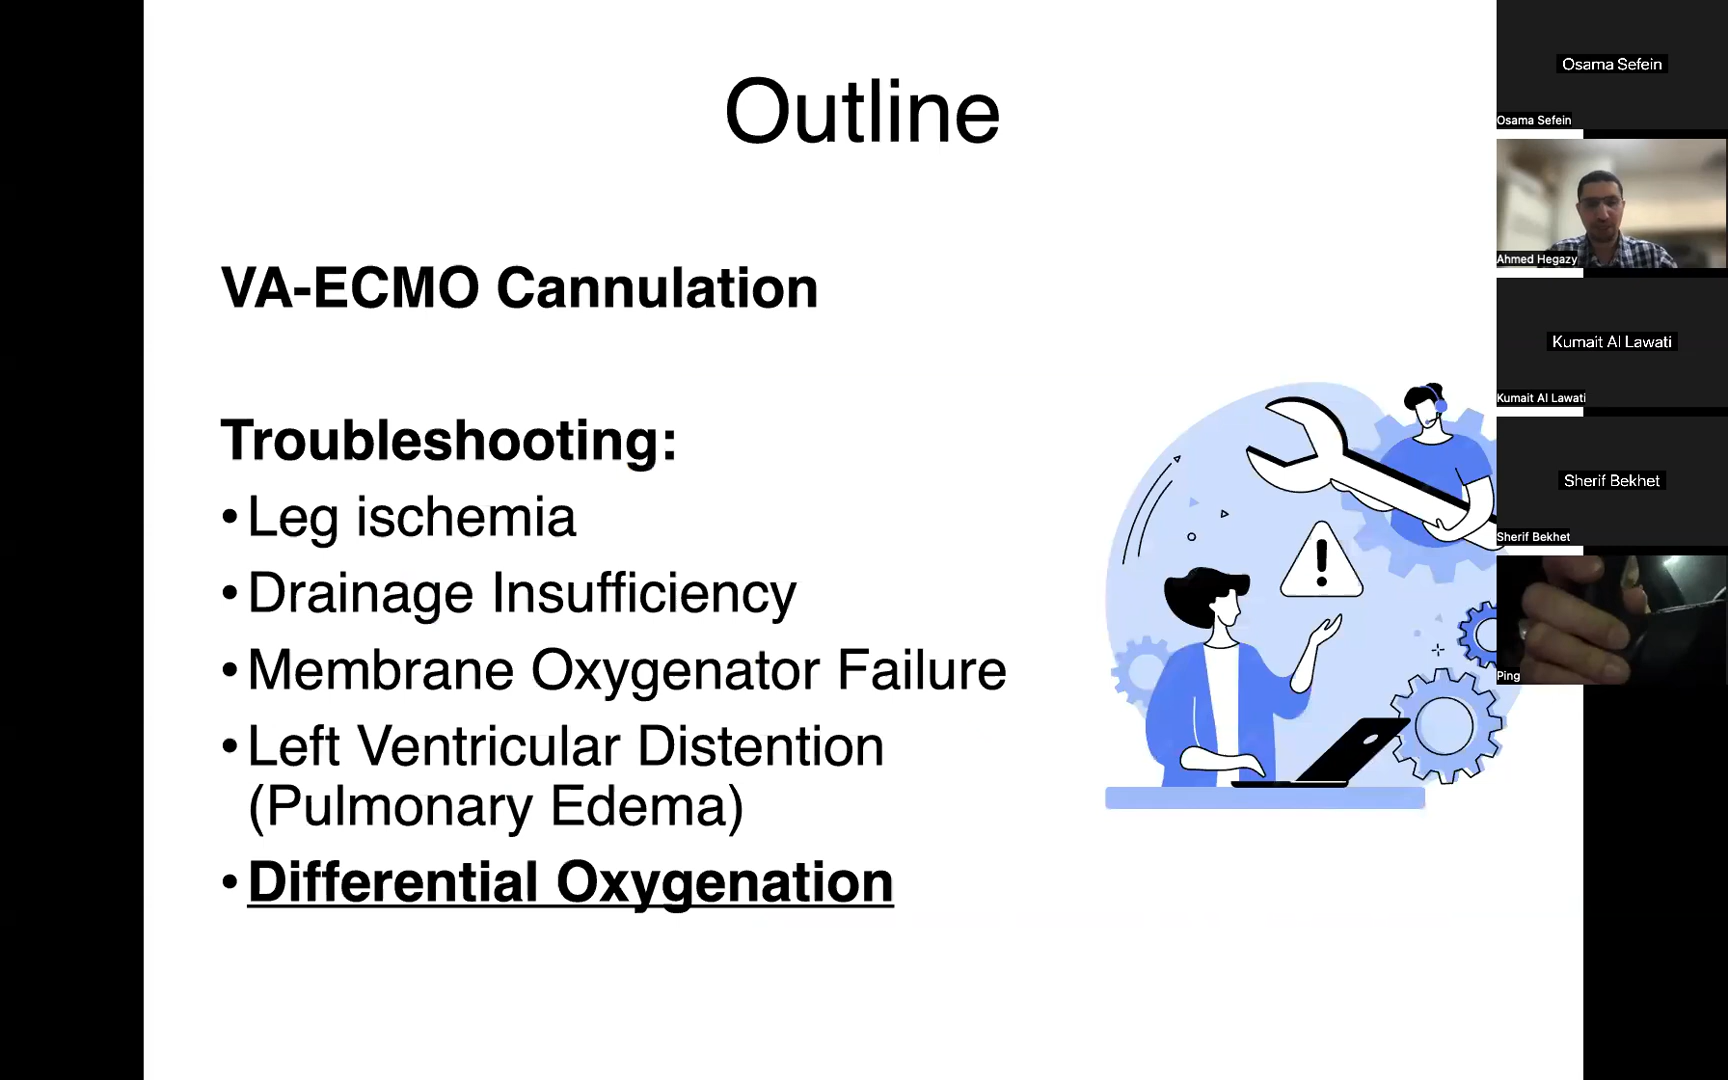 Outline
VA-ECMO Cannulation
Troubleshooting:
•Leg ischemia
•Drainage Insufficiency
•Membrane Oxygenator Failure
•Left Ventricular Distention
(Pulmonary Edema)
•Differential Oxygenation
Osama Sefein
Osama Sefein
Ahmed Hegazy
Kumait Al Lawati
Kumait Al Lawati
Sherif Bekhet
Sherif Bekhet
Ping